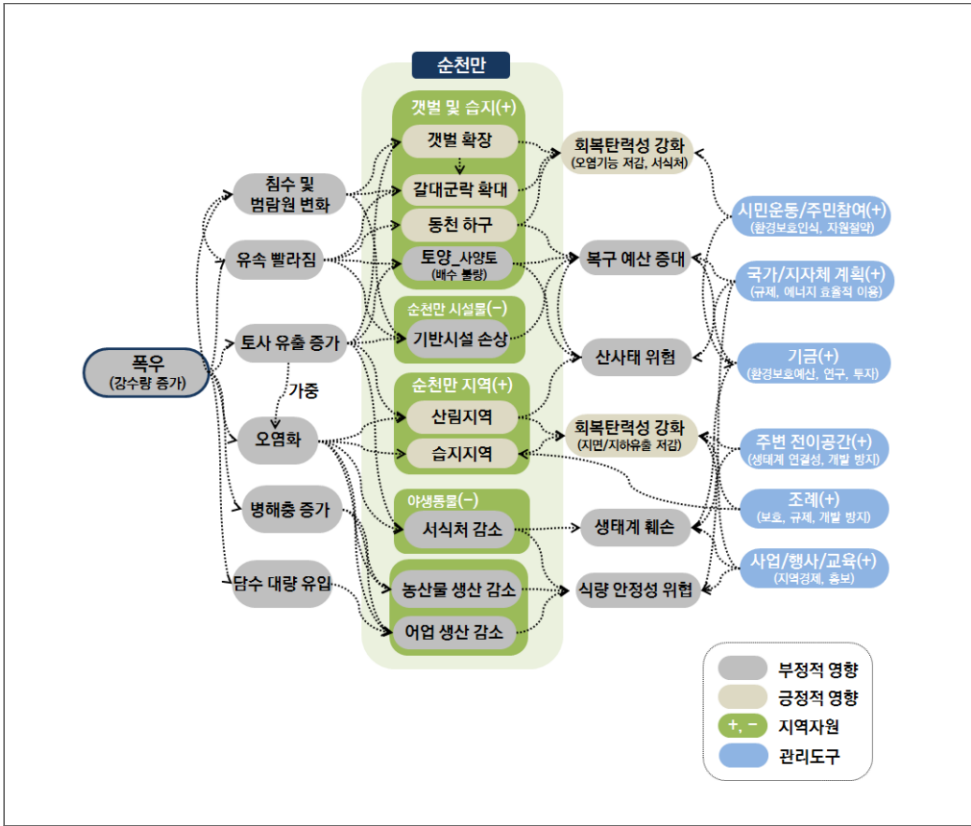 순천만
갯벌 및 습지(+)
갯벌 확장
갈대군락 확대
동천 하구
토양_사양토
(배수 불량)
순천만 시설물(−)
기반시설 손상
순천만 지역(+)
산림지역
습지지역
야생동물(−)
서식처 감소
농산물 생산 감소
어업 생산 감소
폭우
(강수량 증가)
침수 및
범람원 변화
유속 빨라짐
토사 유출 증가
가중
오염화
병해충 증가
담수 대량 유입
회복탄력성 강화
(오염기능 저감, 서식처)
복구 예산 증대
산사태 위험
회복탄력성 강화
(지면/지하유출 저감)
생태계 훼손
식량 안정성 위협
시민운동/주민참여(+)
(환경보호인식, 자원절약)
국가/지자체 계획(+)
(규제, 에너지 효율적 이용)
기금(+)
(환경보호예산, 연구, 투자)
주변 전이공간(+)
(생태계 연결성, 개발 방지)
조례(+)
(보호, 규제, 개발 방지)
사업/행사/교육(+)
(지역경제, 홍보)
부정적 영향
긍정적 영향
+, − 지역자원
관리도구